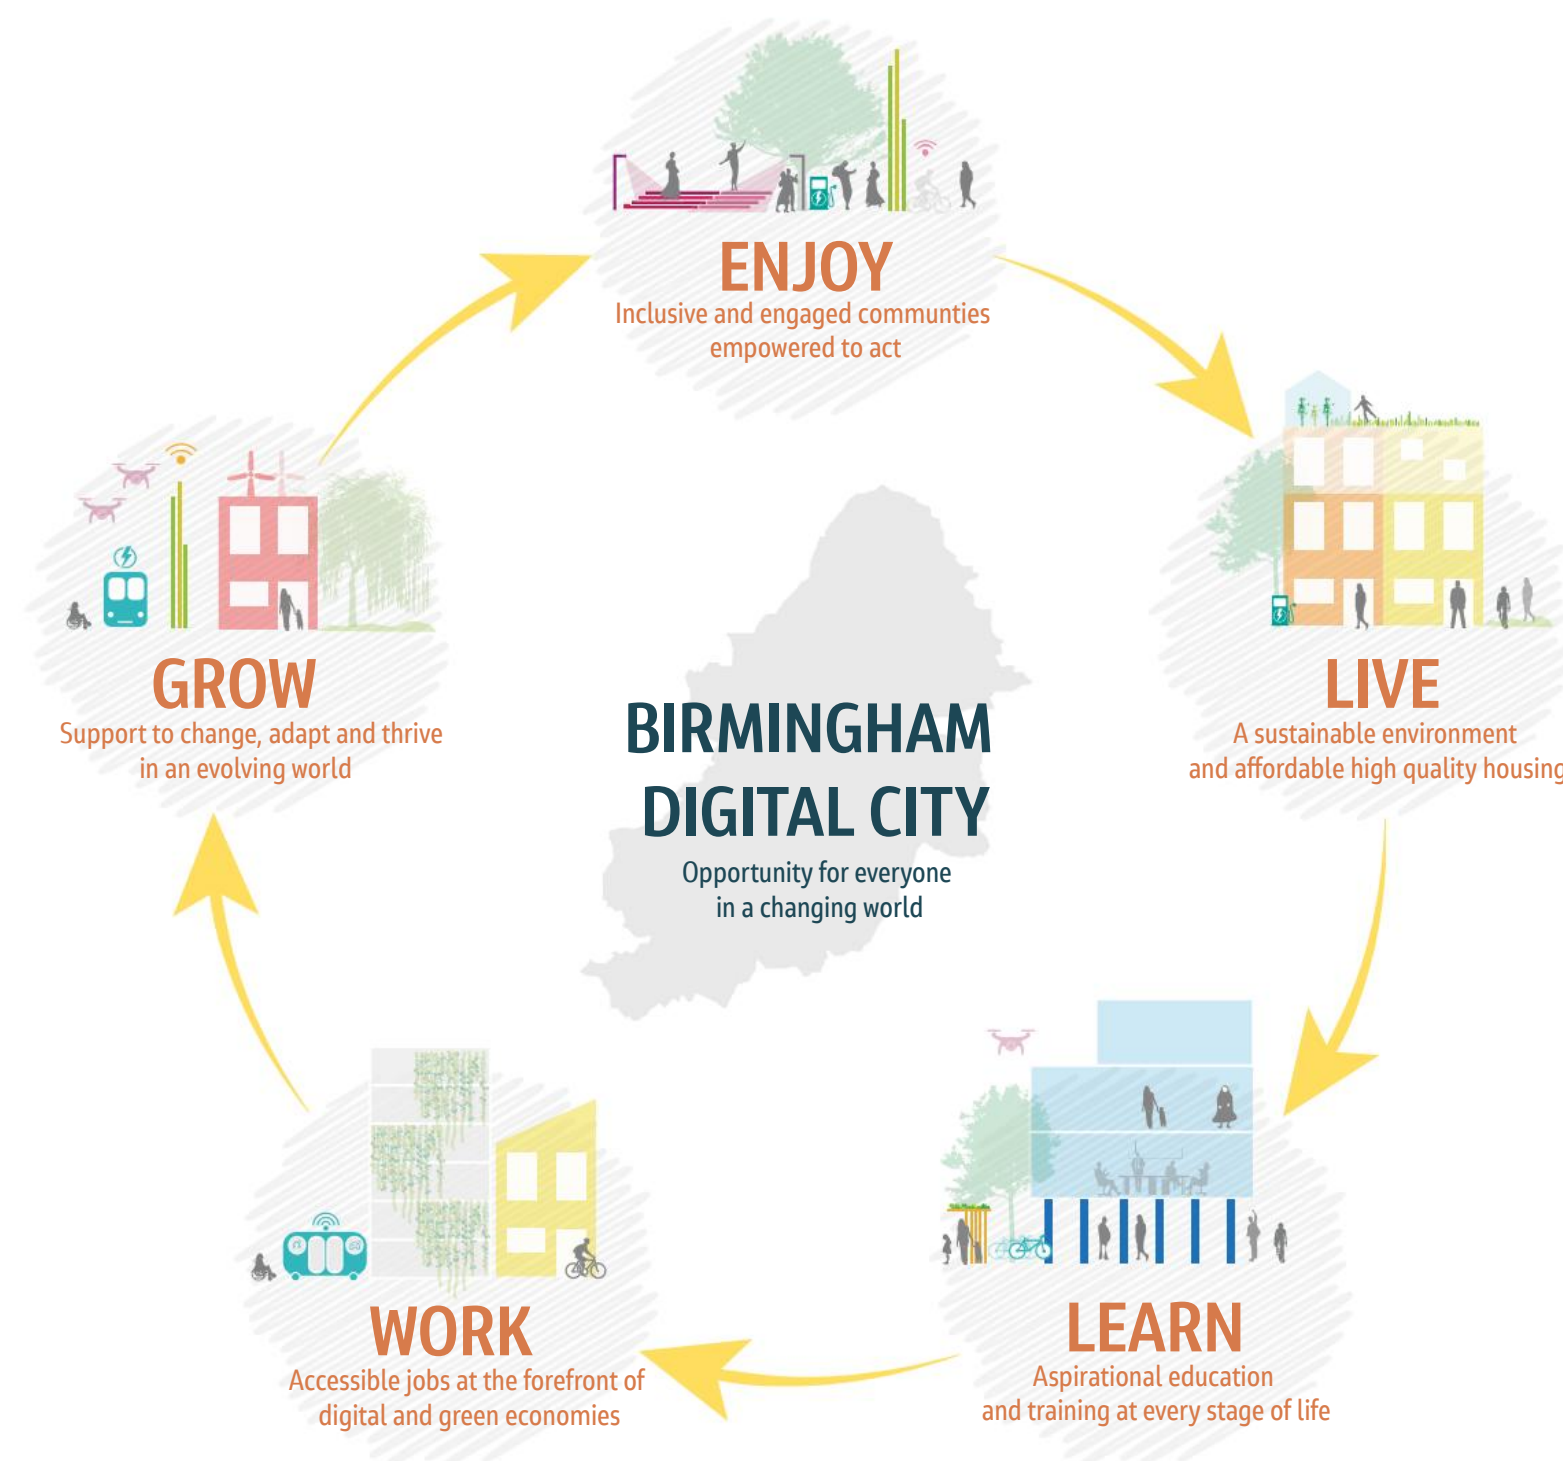 ENJOY
Inclusive and engaged communties
empowered to act
GROW
Support to change, adapt and thrive
in an evolving world
LIVE
A sustainable environment
and affordable high quality housing
BIRMINGHAM
DIGITAL CITY
Opportunity for everyone
in a changing world
WORK
Accessible jobs at the forefront of
digital and green economies
LEARN
Aspirational education
and training at every stage of life